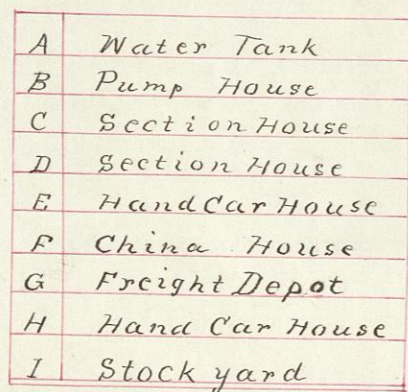 A Water Tank
B Pump House
C Section House
D Section House
E Hand Car House
F China House
G Freight Depot
H Hand Car House
I Stock yard